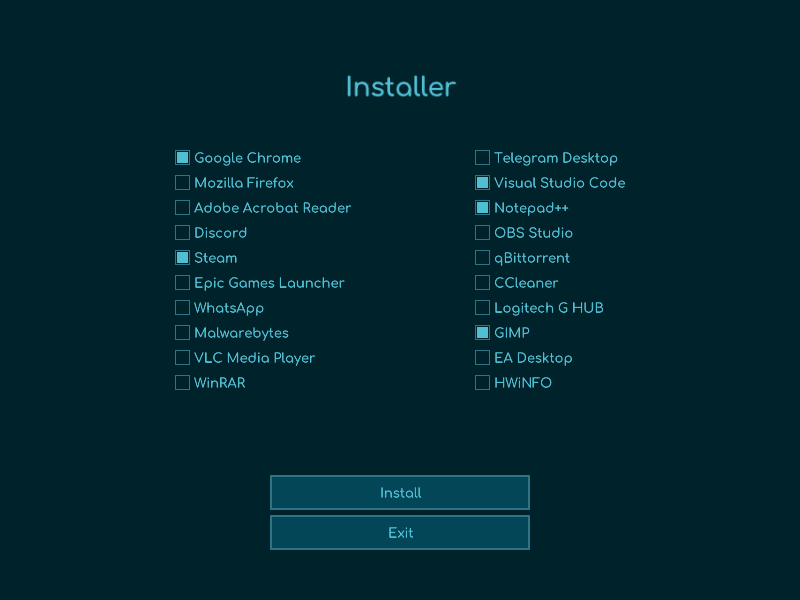 Installer
Google Chrome
Mozilla Firefox
Adobe Acrobat Reader
Discord
Steam
Epic Games Launcher
WhatsApp
Malwarebytes
VLC Media Player
WinRAR
Telegram Desktop
Visual Studio Code
Notepad++
OBS Studio
qBittorrent
CCleaner
Logitech G HUB
GIMP
EA Desktop
HWiNFO
Install
Exit